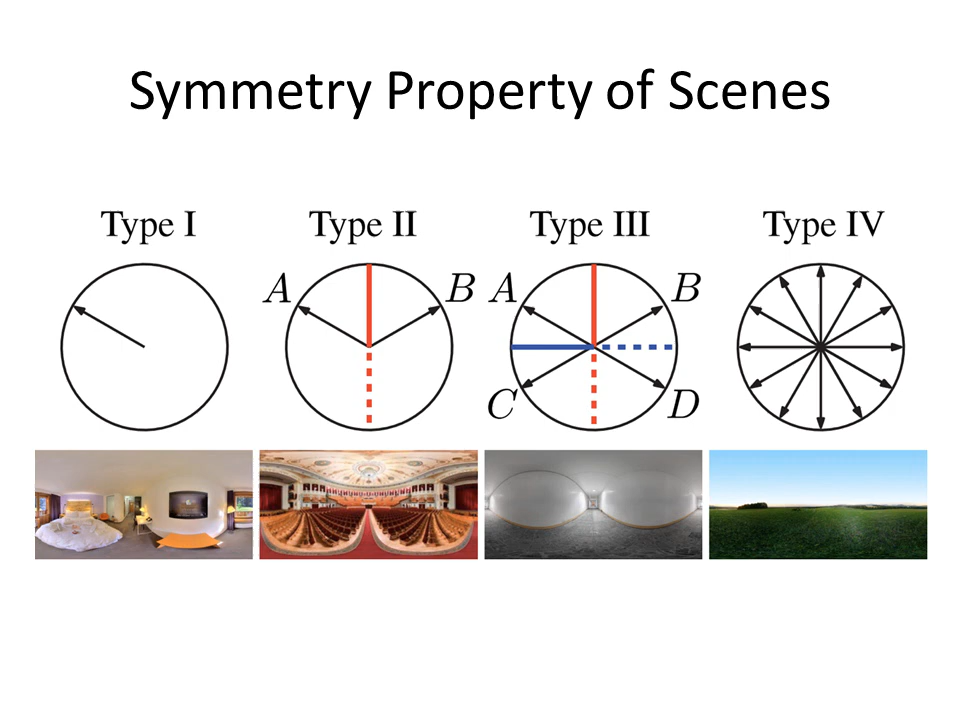 Symmetry Property of Scenes
Type I
Type II
Type III
Type IV
A
B
A
B
C
D